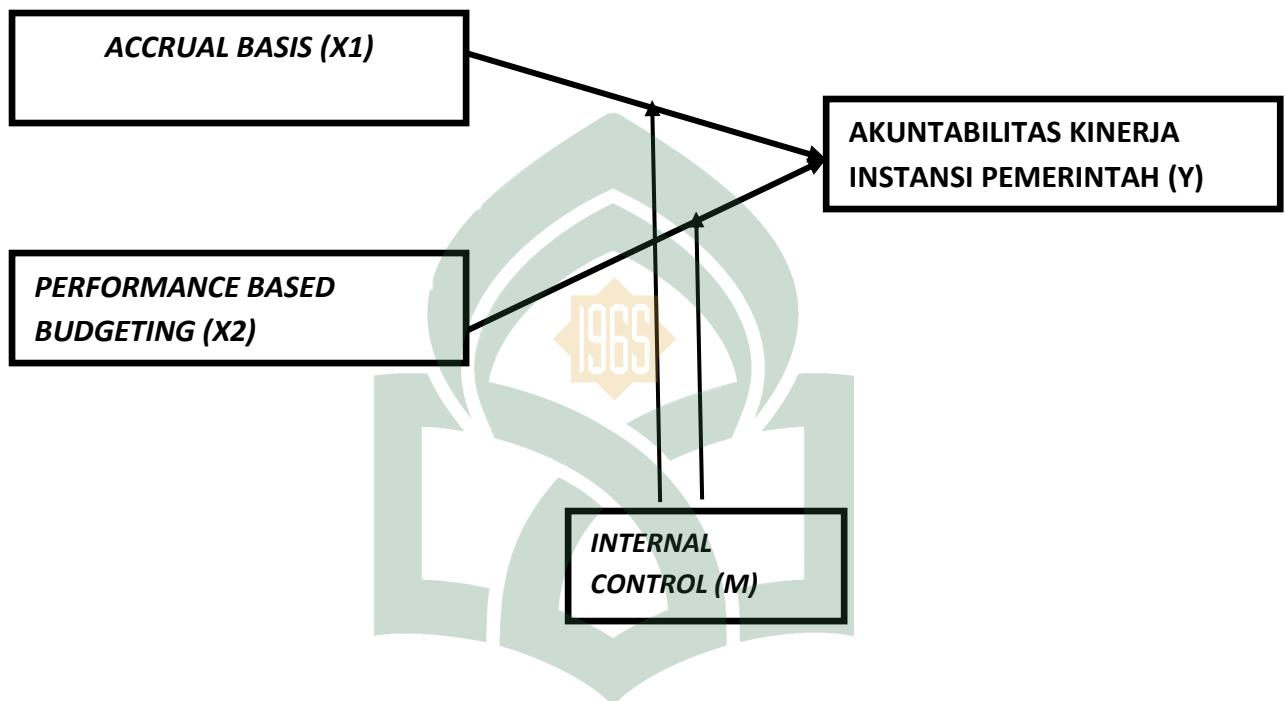 ACCRUAL BASIS (X1)
AKUNTABILITAS KINERJA
INSTANSI PEMERINTAH (Y)
PERFORMANCE BASED
BUDGETING (X2)
1965
INTERNAL
CONTROL (M)